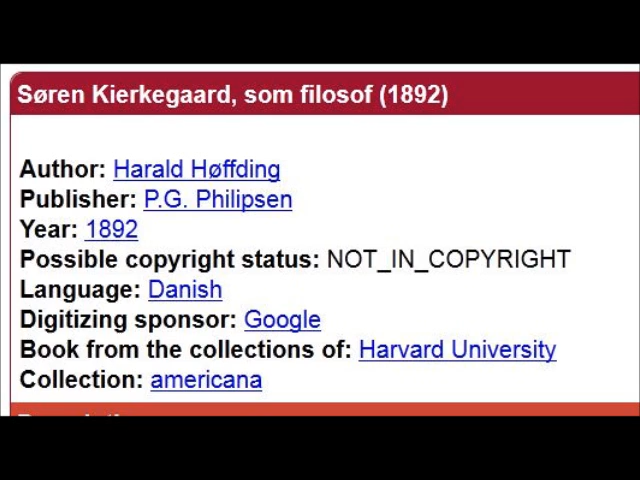 Søren Kierkegaard, som filosof (1892)
Author: Harald Høffding
Publisher: P.G. Philipsen
Year: 1892
Possible copyright status: NOT_IN_COPYRIGHT
Language: Danish
Digitizing sponsor: Google
Book from the collections of: Harvard University
Collection: americana